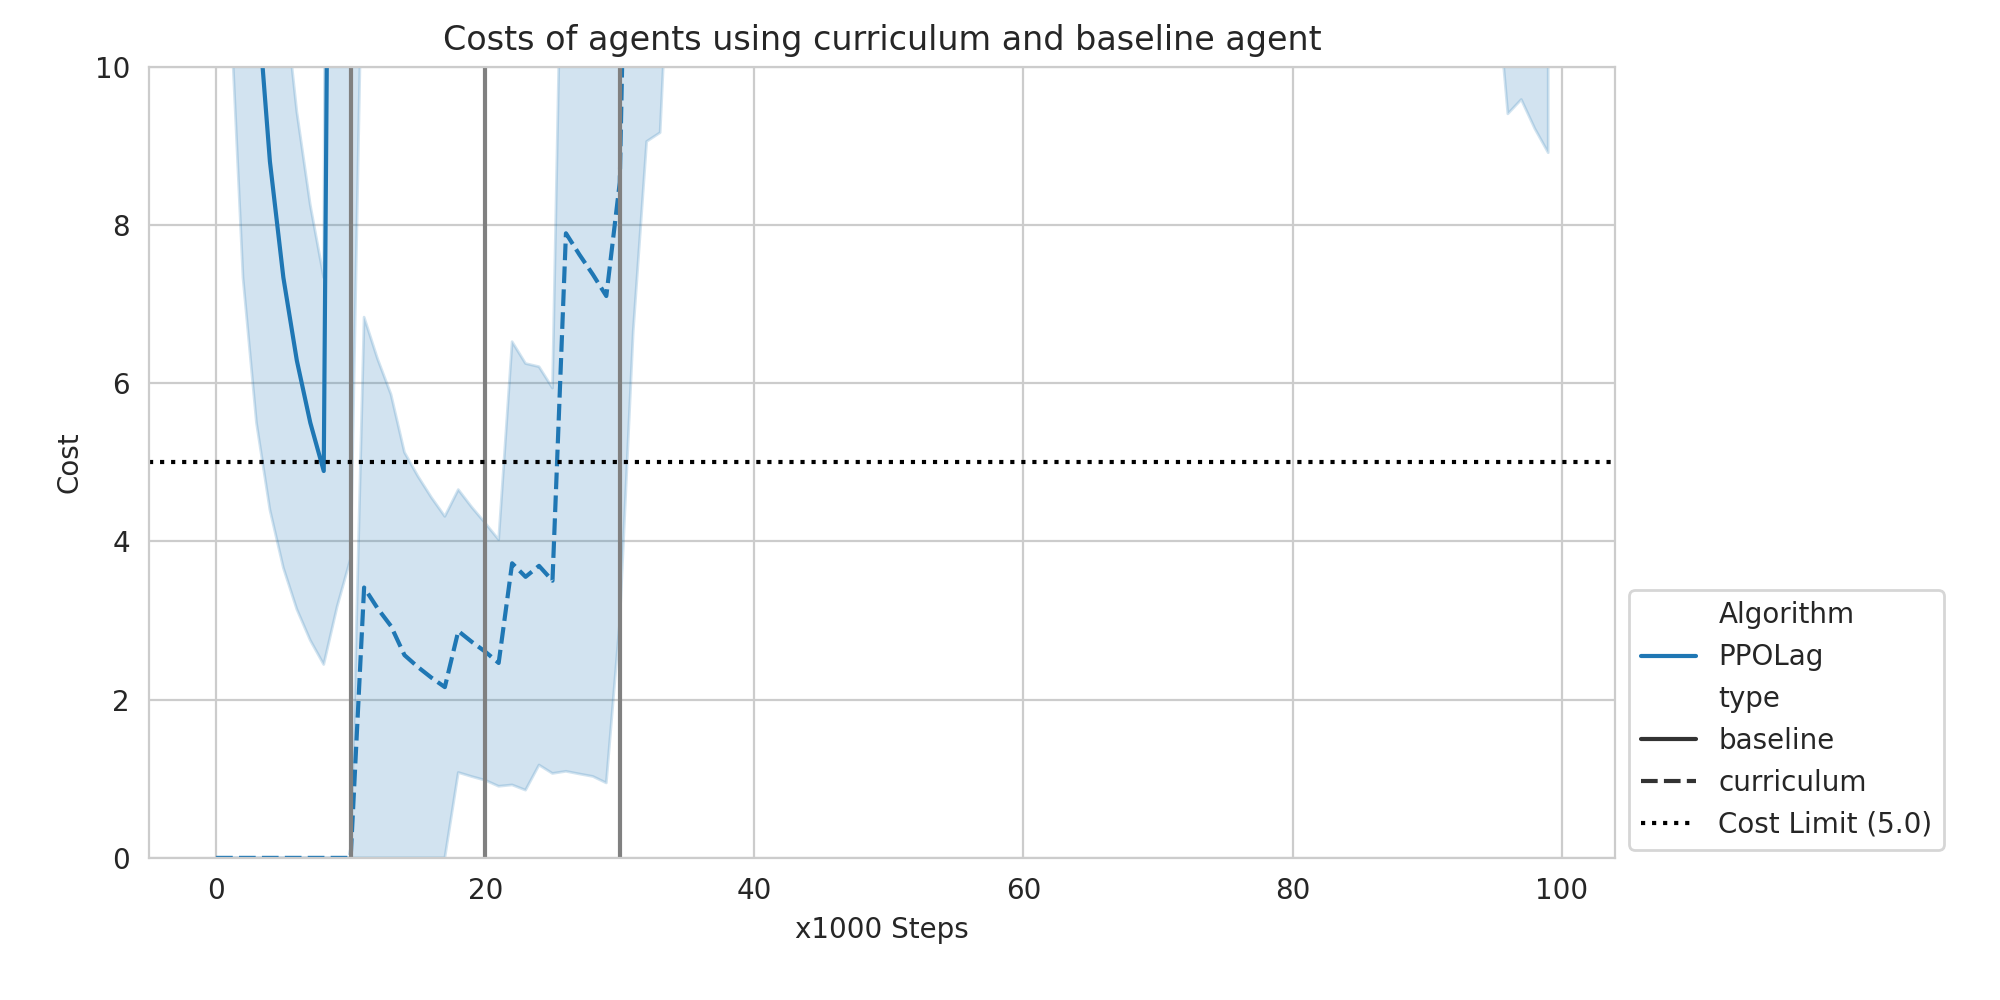 Costs of agents using curriculum and baseline agent
10
8
6
4
2
0
Cost
0 20 40 60 80 100
x1000 Steps
Algorithm
PPOLag
type
baseline
curriculum
Cost Limit (5.0)